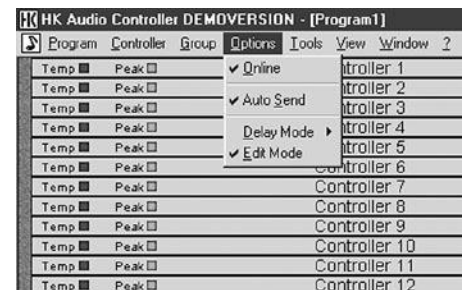 HK HK Audio Controller DEMOVERSION - [Program1]
Program Controller Group Options Tools View Window ?
Temp Peak ntroller 1
Temp Peak ntroller 2
Temp Peak ntroller 3
Temp Peak ntroller 4
Temp Peak ntroller 5
Temp Peak Controller 6
Temp Peak Controller 7
Temp Peak Controller 8
Temp Peak Controller 9
Temp Peak Controller 10
Temp Peak Controller 11
Temp Peak Controller 12
Online
Auto Send
Delay Mode
Edit Mode